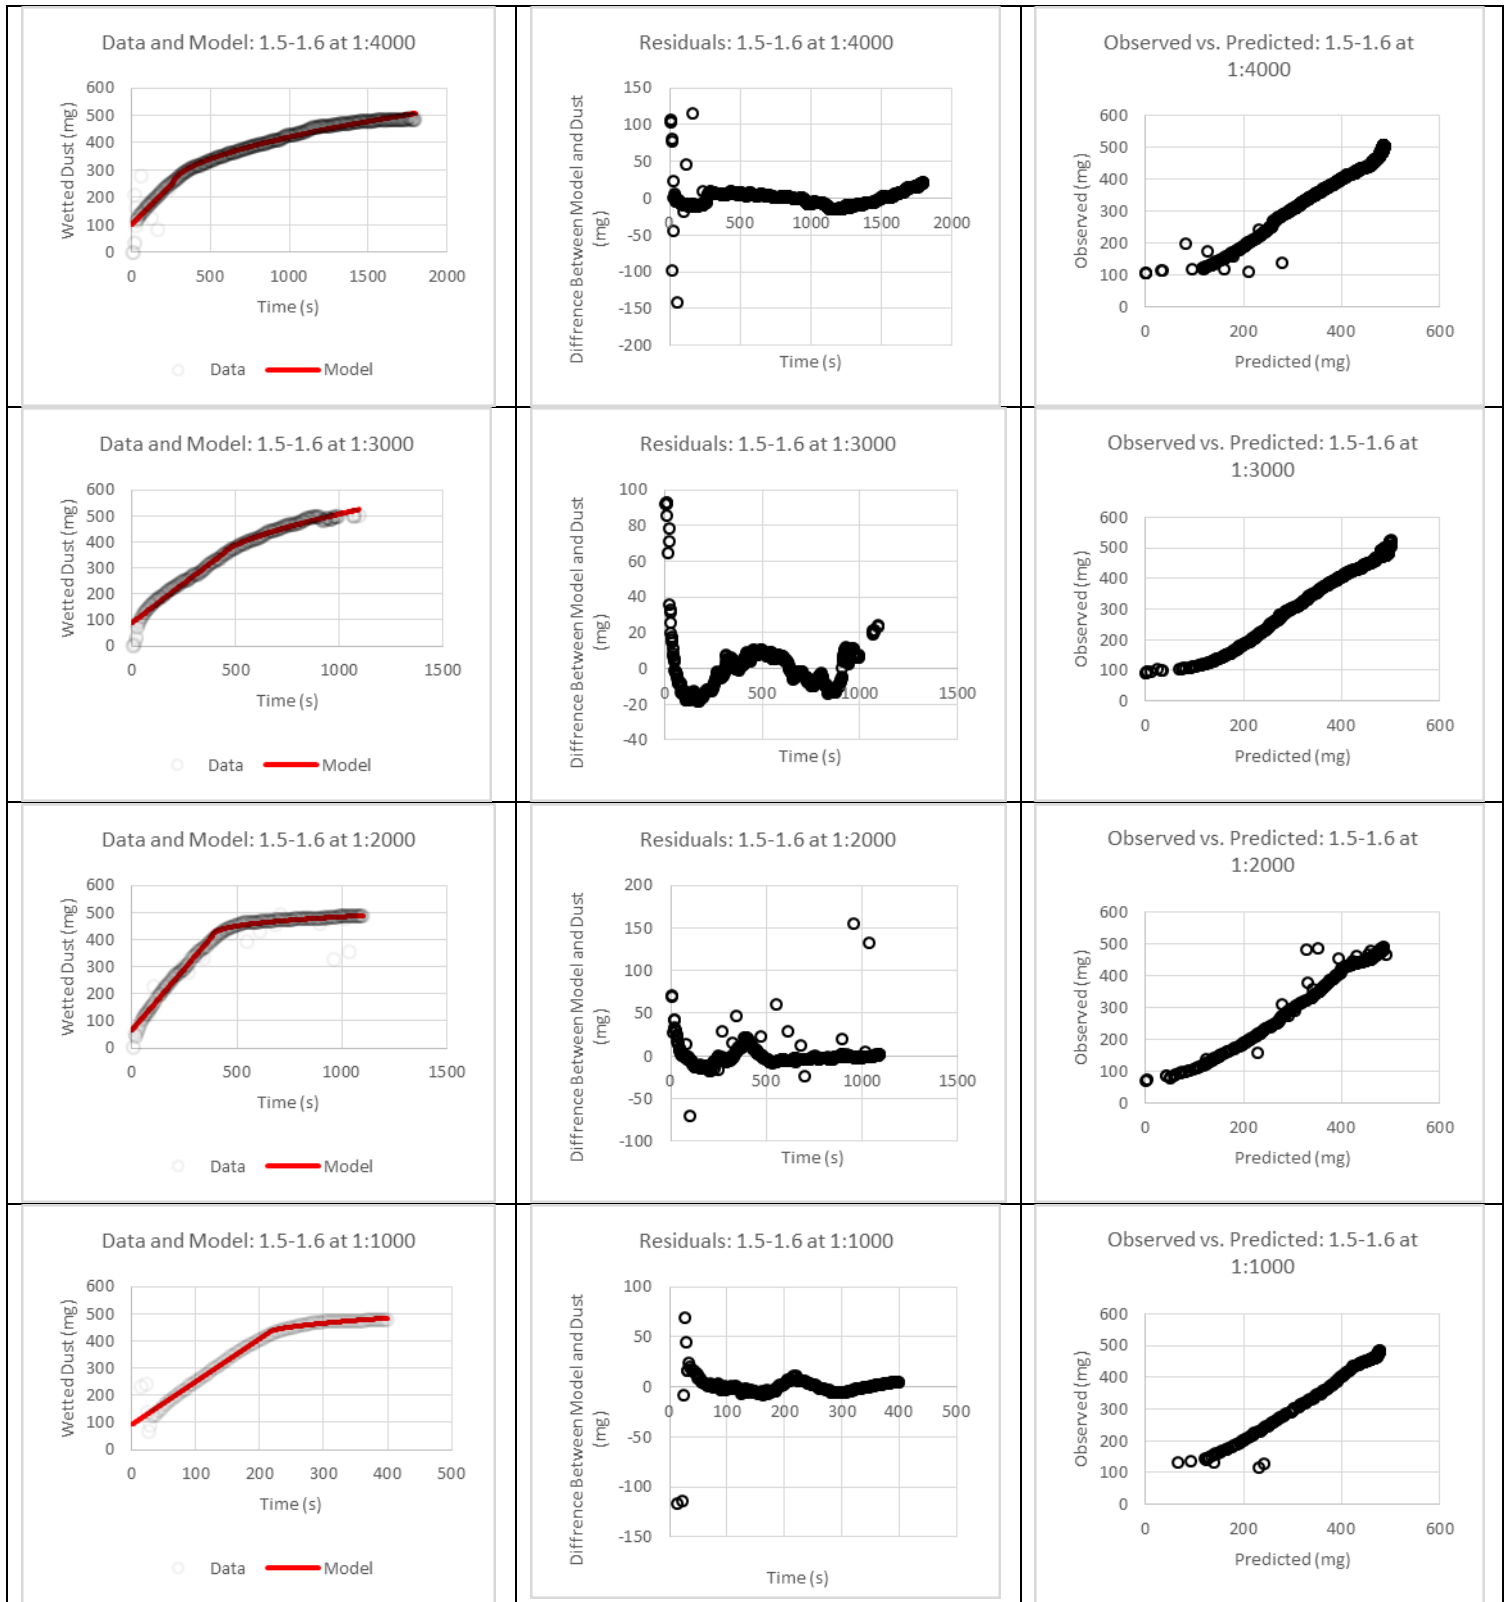 Data and Model: 1.5-1.6 at 1:4000
600
500
400
300
200
100
0
Wetted Dust (mg)
0 500 1000 1500 2000
Time (s)
Data Model
Residuals: 1.5-1.6 at 1:4000
150
100
50
0
-50
-100
-150
-200
Diffrence Between Model and Dust
(mg)
0 500 1000 1500 2000
Time (s)
Observed vs. Predicted: 1.5-1.6 at
1:4000
600
500
400
300
200
100
0
Observed (mg)
0 200 400 600
Predicted (mg)
Data and Model: 1.5-1.6 at 1:3000
600
500
400
300
200
100
0
Wetted Dust (mg)
0 500 1000 1500
Time (s)
Data Model
Residuals: 1.5-1.6 at 1:3000
100
80
60
40
20
0
-20
-40
Diffrence Between Model and Dust
(mg)
0 500 1000 1500
Time (s)
Observed vs. Predicted: 1.5-1.6 at
1:3000
600
500
400
300
200
100
0
Observed (mg)
0 200 400 600
Predicted (mg)
Data and Model: 1.5-1.6 at 1:2000
600
500
400
300
200
100
0
Wetted Dust (mg)
0 500 1000 1500
Time (s)
Data Model
Residuals: 1.5-1.6 at 1:2000
200
150
100
50
0
-50
-100
Diffrence Between Model and Dust
(mg)
0 500 1000 1500
Time (s)
Observed vs. Predicted: 1.5-1.6 at
1:2000
600
500
400
300
200
100
0
Observed (mg)
0 200 400 600
Predicted (mg)
Data and Model: 1.5-1.6 at 1:1000
600
500
400
300
200
100
0
Wetted Dust (mg)
0 100 200 300 400 500
Time (s)
Data Model
Residuals: 1.5-1.6 at 1:1000
100
50
0
-50
-100
-150
Diffrence Between Model and Dust
(mg)
0 100 200 300 400 500
Time (s)
Observed vs. Predicted: 1.5-1.6 at
1:1000
600
500
400
300
200
100
0
Observed (mg)
0 200 400 600
Predicted (mg)